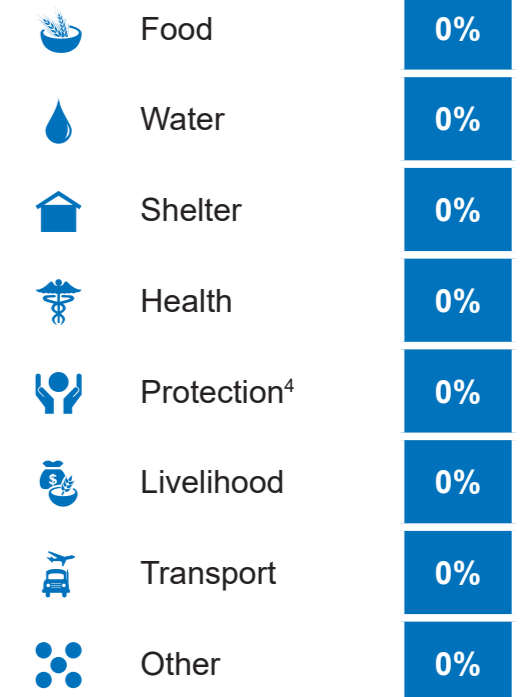 Food 0%
Water 0%
Shelter 0%
Health 0%
Protection⁴ 0%
$ Livelihood 0%
Transport 0%
Other 0%